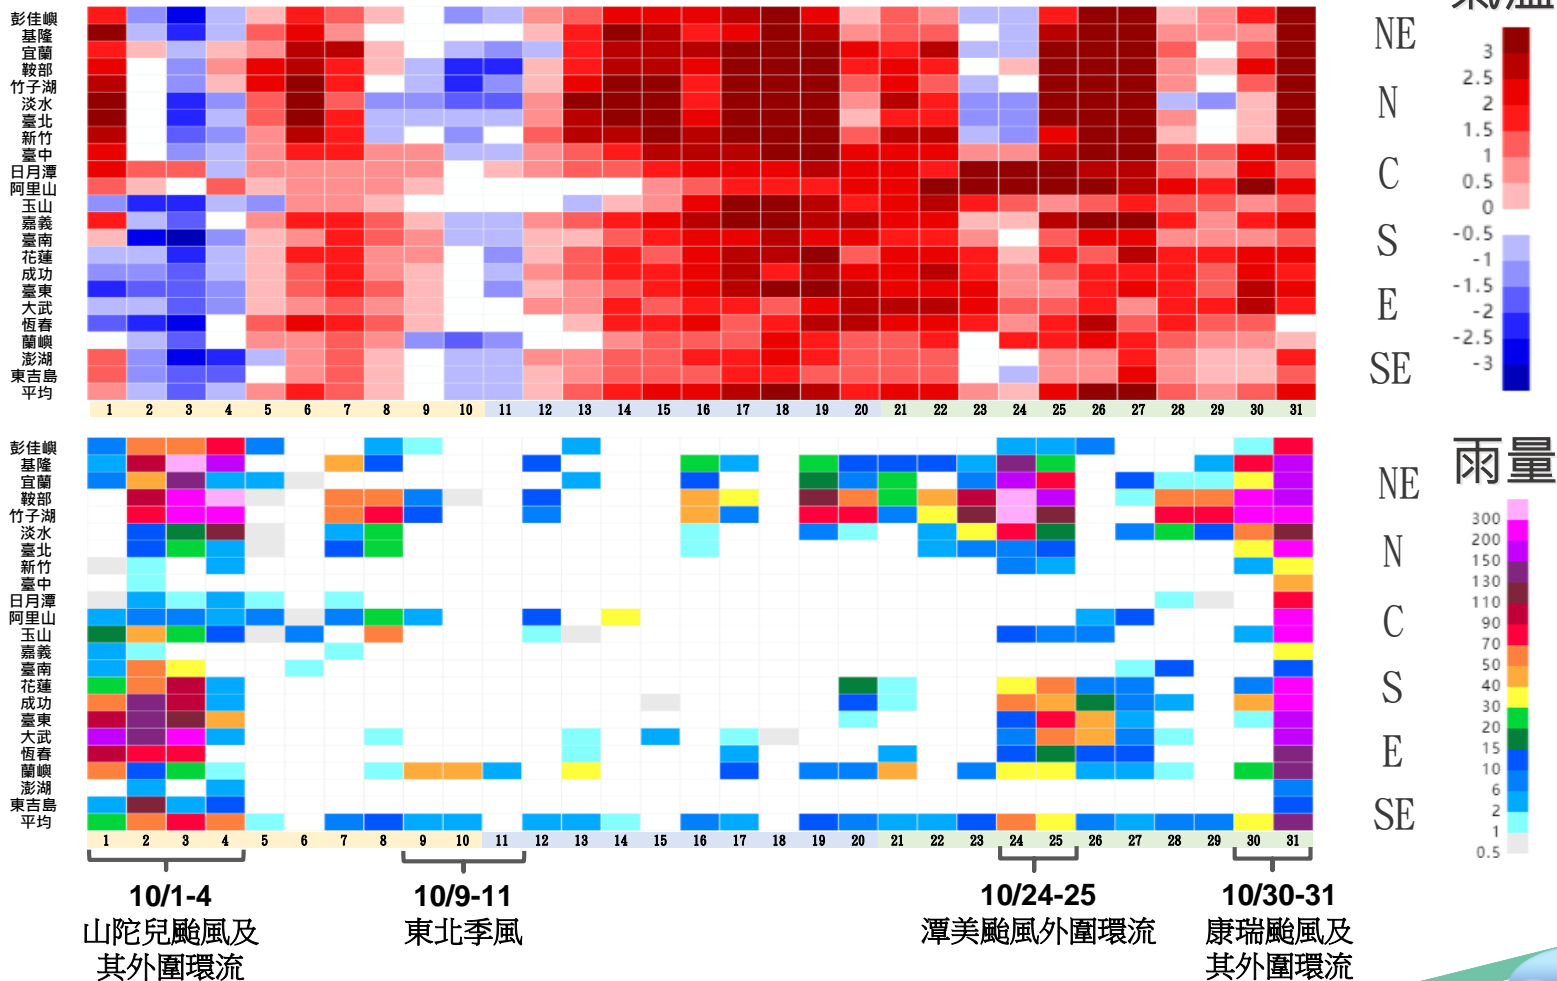 氣溫
彭佳嶼
基隆
宜蘭
鞍部
竹子湖
淡水
臺北
新竹
臺中
日月潭
阿里山
玉山
嘉義
臺南
花蓮
成功
臺東
大武
恆春
蘭嶼
澎湖
東吉島
平均
1 2 3 4 5 6 7 8 9 10 11 12 13 14 15 16 17 18 19 20 21 22 23 24 25 26 27 28 29 30 31
NE
N
C
S
E
SE
3
2.5
2
1.5
1
0.5
0
-0.5
-1
-1.5
-2
-2.5
-3
雨量
彭佳嶼
基隆
宜蘭
鞍部
竹子湖
淡水
臺北
新竹
臺中
日月潭
阿里山
玉山
嘉義
臺南
花蓮
成功
臺東
大武
恆春
蘭嶼
澎湖
東吉島
平均
1 2 3 4 5 6 7 8 9 10 11 12 13 14 15 16 17 18 19 20 21 22 23 24 25 26 27 28 29 30 31
NE
N
C
S
E
SE
300
200
150
130
110
90
70
50
40
30
20
15
10
6
2
1
0.5
10/1-4
山陀兒颱風及
其外圍環流
10/9-11
東北季風
10/24-25
潭美颱風外圍環流
10/30-31
康瑞颱風及
其外圍環流